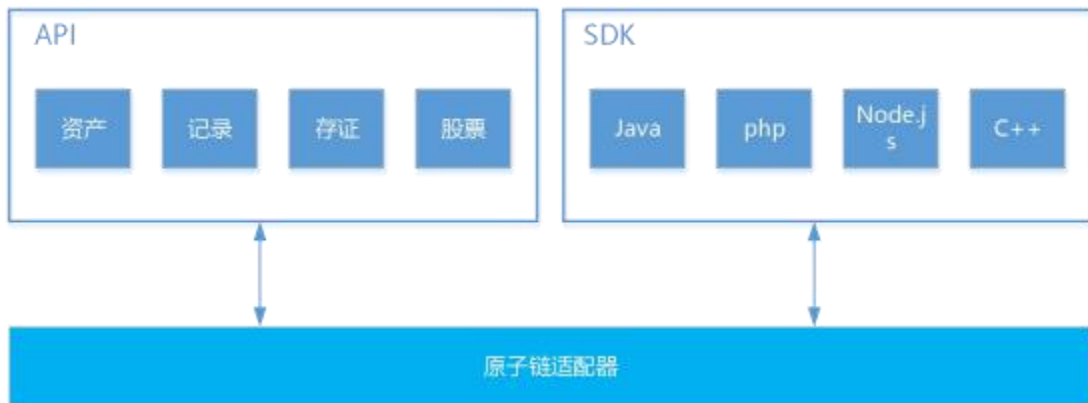 API
资产
记录
存证
股票
SDK
Java
php
Node.j
s
C++
原子链适配器